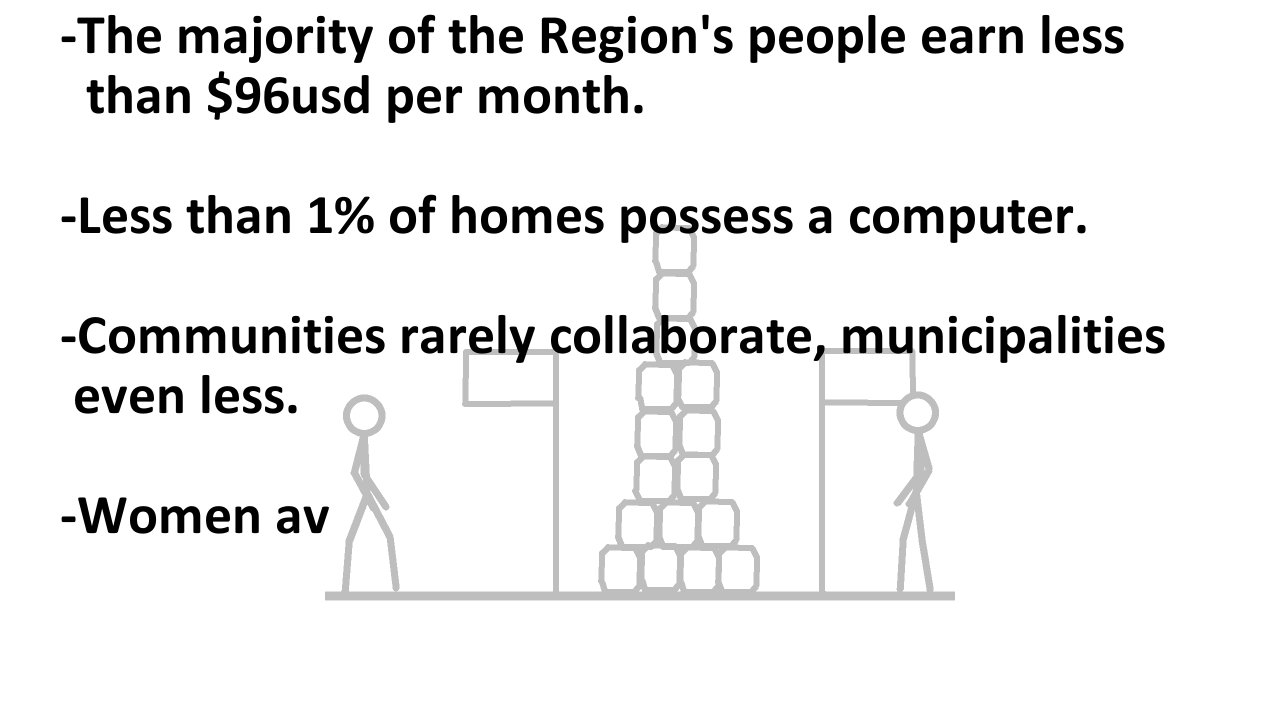 -The majority of the Region's people earn less
than $96usd per month.
-Less than 1% of homes possess a computer.
-Communities rarely collaborate, municipalities
even less.
-Women av